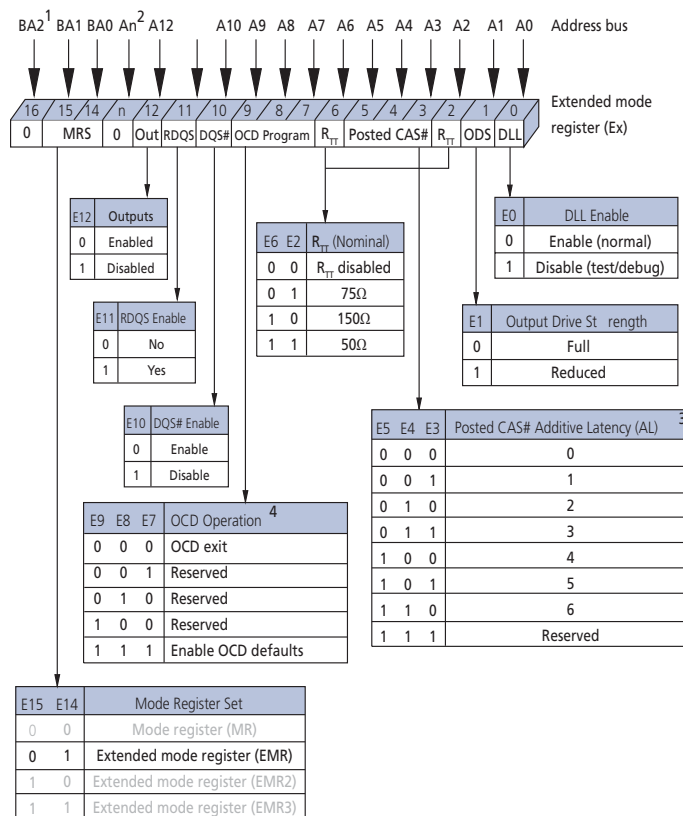 BA2¹ BA1 BA0 An² A12 A10 A9 A8 A7 A6 A5 A4 A3 A2 A1 A0 Address bus
16 15 14 n 12 11 10 9 8 7 6 5 4 3 2 1 0
Extended mode
register (Ex)
0 MRS 0 Out RDQS DQS# OCD Program RTT Posted CAS# RTT ODS DLL
E12 Outputs
0 Enabled
1 Disabled
E11 RDQS Enable
0 No
1 Yes
E10 DQS# Enable
0 Enable
1 Disable
E6 E2 RTT (Nominal)
0 0 RTT disabled
0 1 75Ω
1 0 150Ω
1 1 50Ω
E0 DLL Enable
0 Enable (normal)
1 Disable (test/debug)
E1 Output Drive St rength
0 Full
1 Reduced
E5 E4 E3 Posted CAS# Additive Latency (AL) 3
0 0 0 0
0 0 1 1
0 1 0 2
0 1 1 3
1 0 0 4
1 0 1 5
1 1 0 6
1 1 1 Reserved
E9 E8 E7 OCD Operation 4
0 0 0 OCD exit
0 0 1 Reserved
0 1 0 Reserved
1 0 0 Reserved
1 1 1 Enable OCD defaults
E15 E14 Mode Register Set
0 0 Mode register (MR)
0 1 Extended mode register (EMR)
1 0 Extended mode register (EMR2)
1 1 Extended mode register (EMR3)